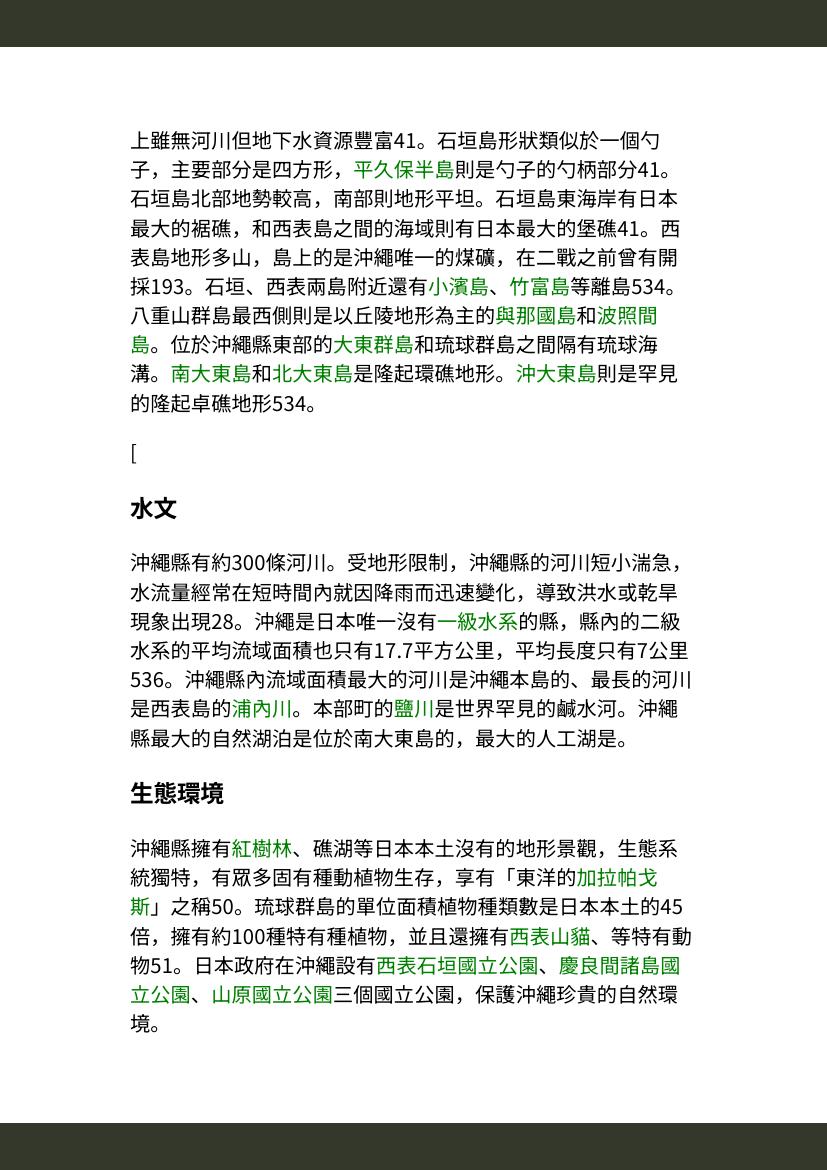 上雖無河川但地下水資源豐富41。石垣島形狀類似於一個勺
子，主要部分是四方形，平久保半島則是勺子的勺柄部分41。
石垣島北部地勢較高，南部則地形平坦。石垣島東海岸有日本
最大的裾礁，和西表島之間的海域則有日本最大的堡礁41。西
表島地形多山，島上的是沖繩唯一的煤礦，在二戰之前曾有開
採193。石垣、西表兩島附近還有小濱島、竹富島等離島534。
八重山群島最西側則是以丘陵地形為主的與那國島和波照間
島。位於沖繩縣東部的大東群島和琉球群島之間隔有琉球海
溝。南大東島和北大東島是隆起環礁地形。沖大東島則是罕見
的隆起卓礁地形534。
[
水文
沖繩縣有約300條河川。受地形限制，沖繩縣的河川短小湍急，
水流量經常在短時間內就因降雨而迅速變化，導致洪水或乾旱
現象出現28。沖繩是日本唯一沒有一級水系的縣，縣內的二級
水系的平均流域面積也只有17.7平方公里，平均長度只有7公里
536。沖繩縣內流域面積最大的河川是沖繩本島的、最長的河川
是西表島的浦內川。本部町的鹽川是世界罕見的鹹水河。沖繩
縣最大的自然湖泊是位於南大東島的，最大的人工湖是。
生態環境
沖繩縣擁有紅樹林、礁湖等日本本土沒有的地形景觀，生態系
統獨特，有眾多固有種動植物生存，享有「東洋的加拉帕戈
斯」之稱50。琉球群島的單位面積植物種類數是日本本土的45
倍，擁有約100種特有種植物，並且還擁有西表山貓、等特有動
物51。日本政府在沖繩設有西表石垣國立公園、慶良間諸島國
立公園、山原國立公園三個國立公園，保護沖繩珍貴的自然環
境。